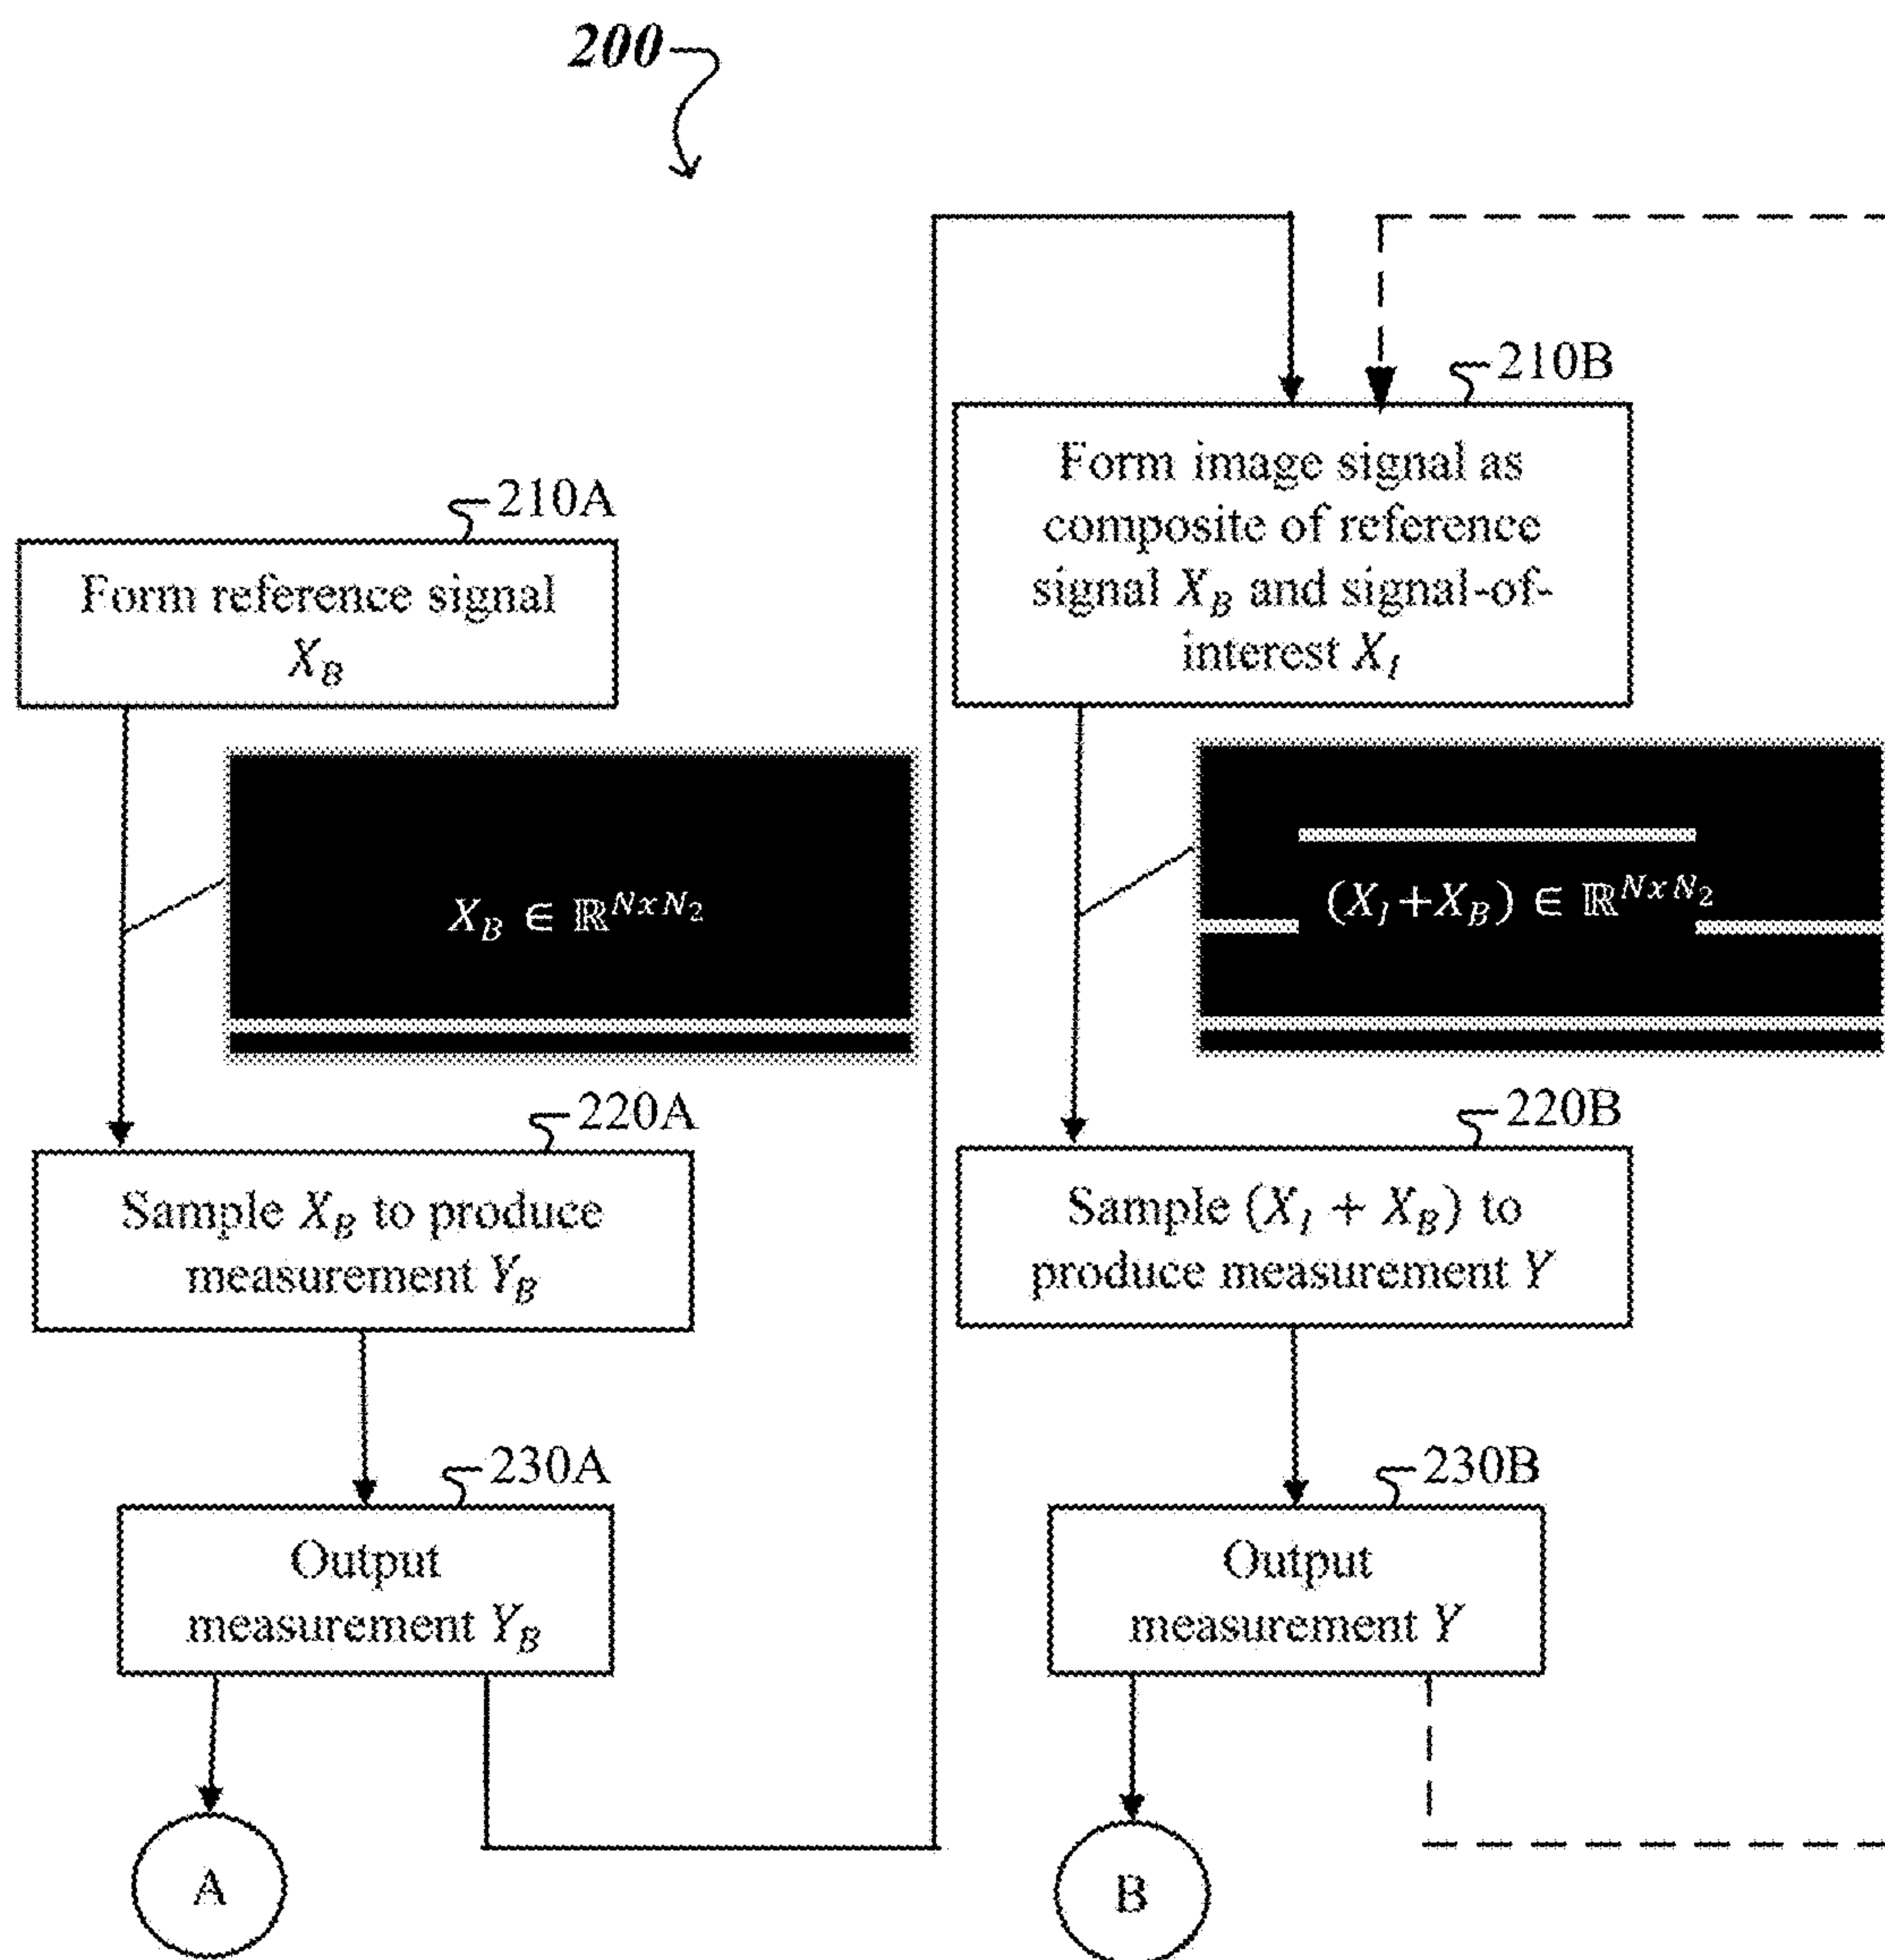 200
210A
Form reference signal
X_B
X_B ∈ ℝ^{NxN_2}
220A
Sample X_B to produce
measurement Y_B
230A
Output
measurement Y_B
A
210B
Form image signal as
composite of reference
signal X_B and signal-of-
interest X_I
(X_I+X_B) ∈ ℝ^{NxN_2}
220B
Sample (X_I + X_B) to
produce measurement Y
230B
Output
measurement Y
B